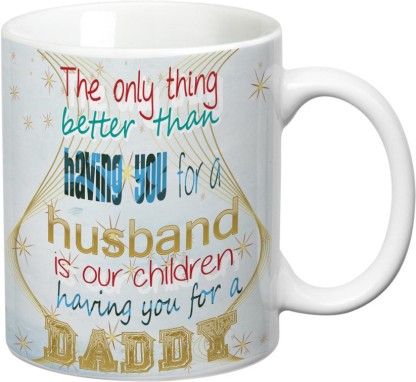 The only thing
better than
having you for a
husband
is our children
having you for a
DADDY